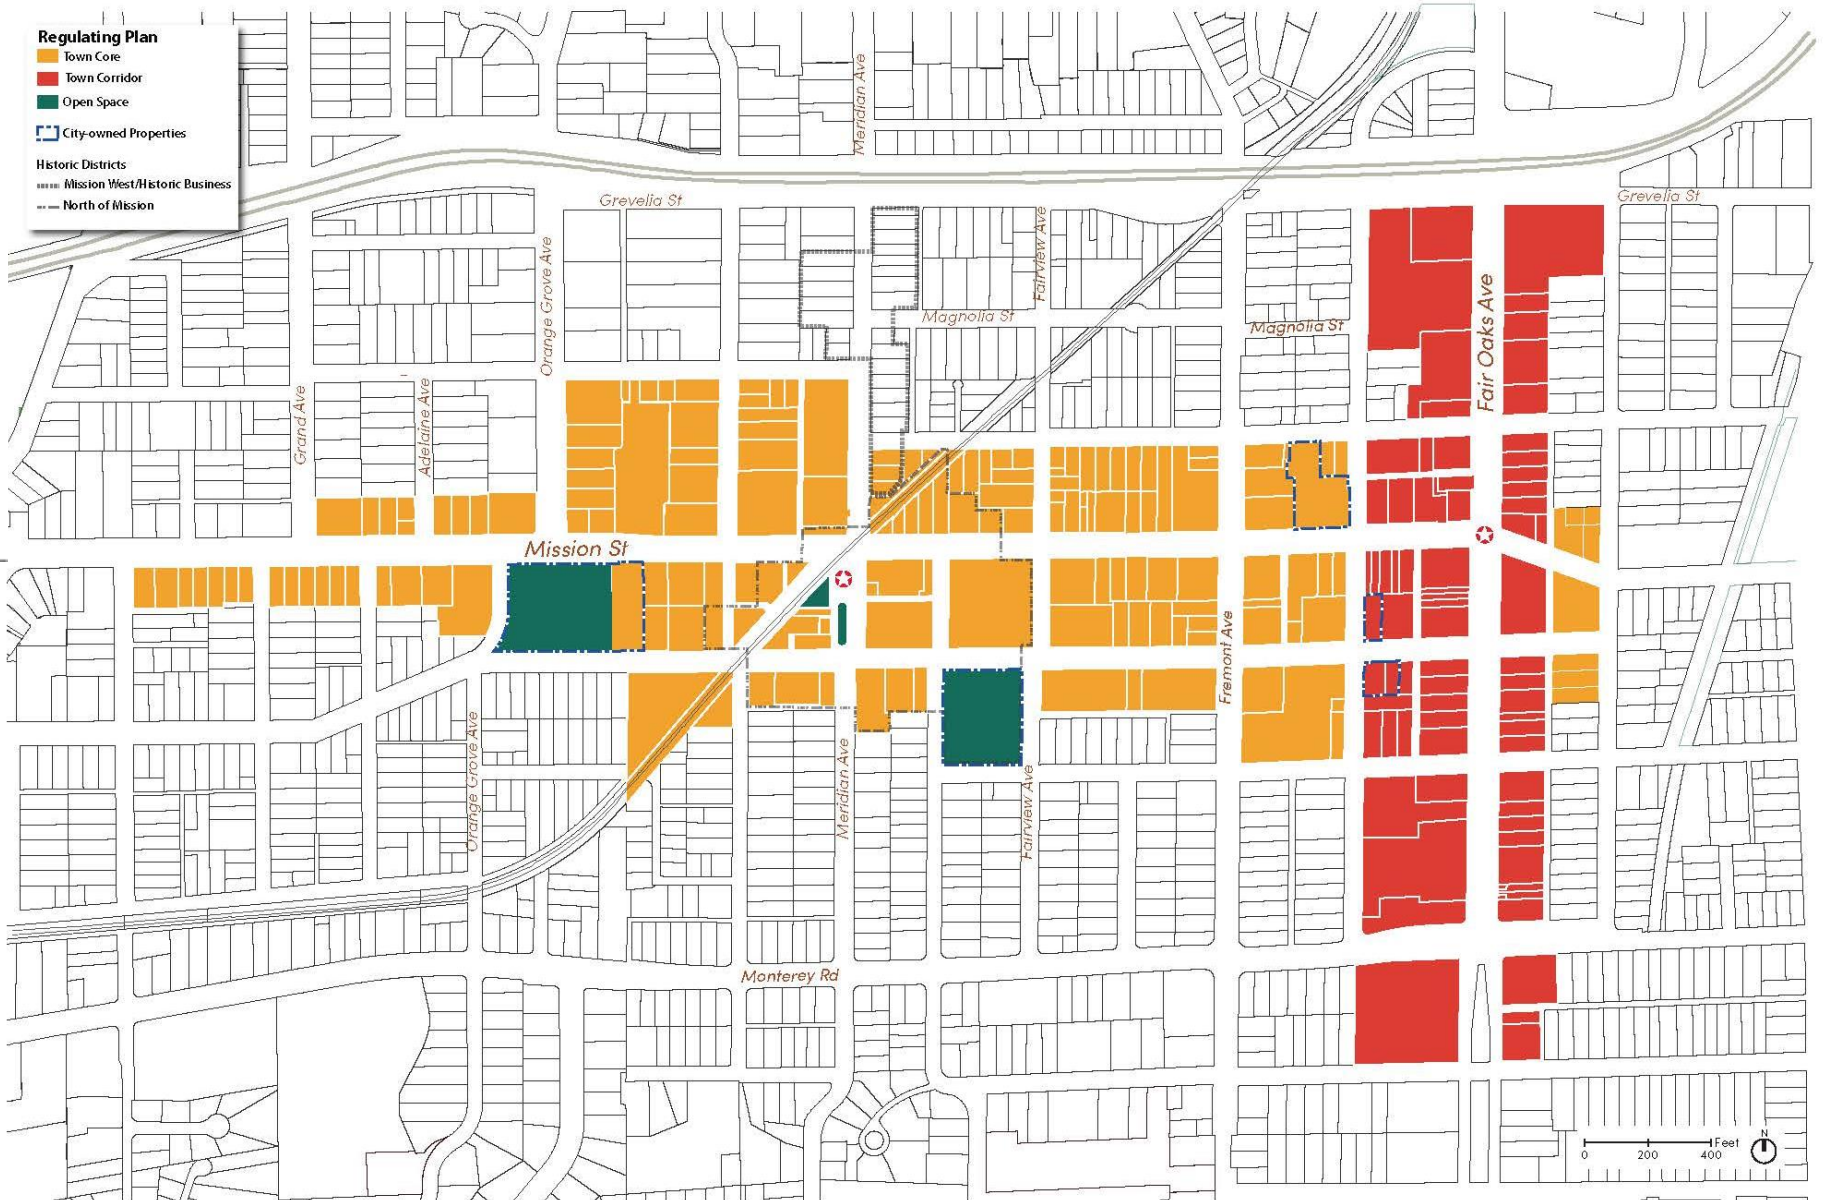 Regulating Plan
Town Core
Town Corridor
Open Space
City-owned Properties
Historic Districts
Mission West/Historic Business
North of Mission
Meridian Ave
Grevelia St
Grevelia St
Fairview Ave
Orange Grove Ave
Magnolia St
Magnolia St
Fair Oaks Ave
Grand Ave
Adelaine Ave
Mission St
Fremont Ave
Orange Grove Ave
Meridian Ave
Fairview Ave
Monterey Rd
Feet
0 200 400
N